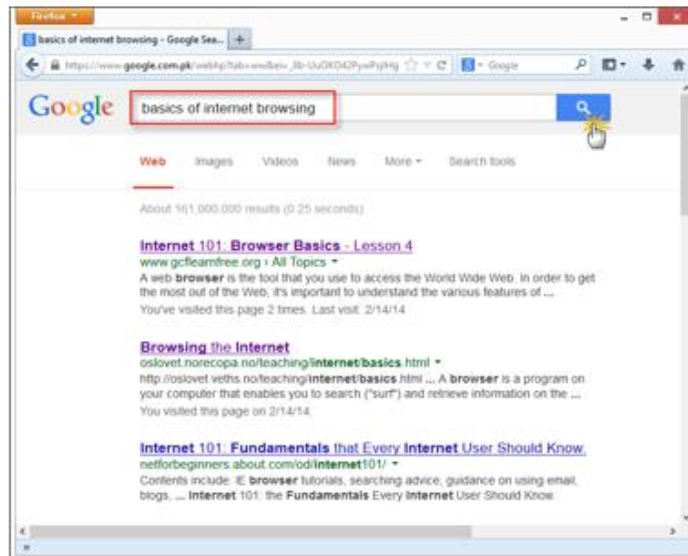 Firefox
basics of internet browsing - Google Sea...
https://www.google.com.pk/ Google
Google basics of internet browsing
Web Images Videos News More Search tools
About 161,000,000 results (0.25 seconds)
Internet 101: Browser Basics - Lesson 4
www.gcflearnfree.org › All Topics
A web browser is the tool that you use to access the World Wide Web. In order to get
the most out of the Web, it's important to understand the various features of ...
You've visited this page 2 times. Last visit: 2/14/14
Browsing the Internet
oslovet.norecopa.no/teaching/internet/basics.html
http://oslovet.veths.no/teaching/internet/basics.html ... A browser is a program on
your computer that enables you to search ("surf") and retrieve information on the ...
You visited this page on 2/14/14.
Internet 101: Fundamentals that Every Internet User Should Know.
netforbeginners.about.com/od/internet101/
Contents include: IE browser tutorials, searching advice, guidance on using email,
blogs, ... Internet 101: the Fundamentals Every Internet User Should Know.